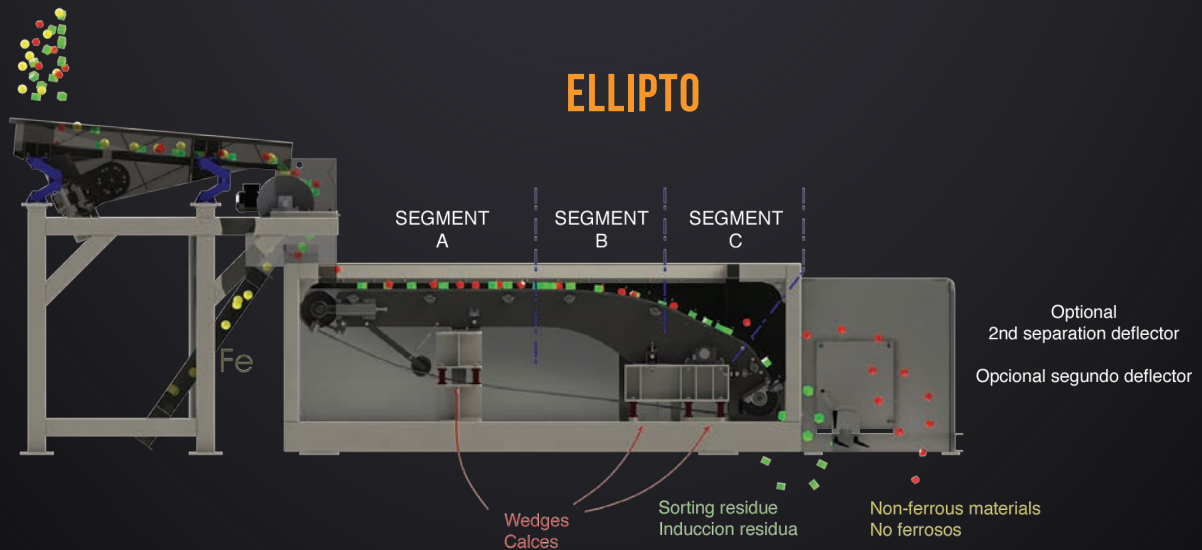 ELLIPTO
SEGMENT
A
SEGMENT
B
SEGMENT
C
Optional
2nd separation deflector
Opcional segundo deflector
Fe
Wedges
Calces
Sorting residue
Induccion residua
Non-ferrous materials
No ferrosos